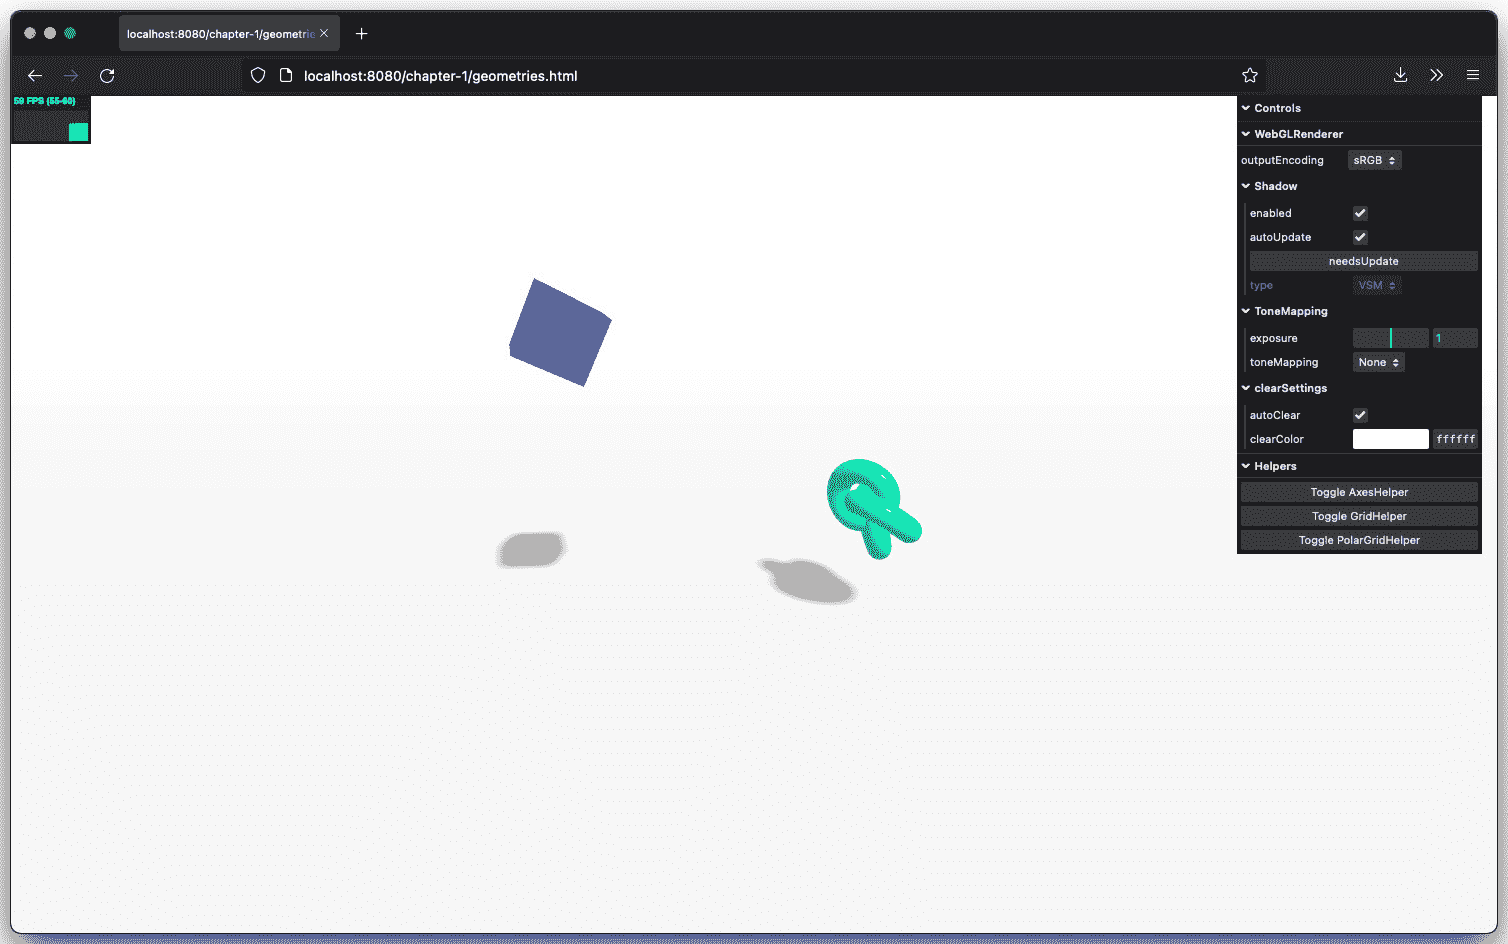 localhost:8080/chapter-1/geometrie
localhost:8080/chapter-1/geometries.html
59 FPS (55-60)
Controls
WebGLRenderer
outputEncoding sRGB
Shadow
enabled
autoUpdate
needsUpdate
type VSM
ToneMapping
exposure 1
toneMapping None
clearSettings
autoClear
clearColor ffffff
Helpers
Toggle AxesHelper
Toggle GridHelper
Toggle PolarGridHelper